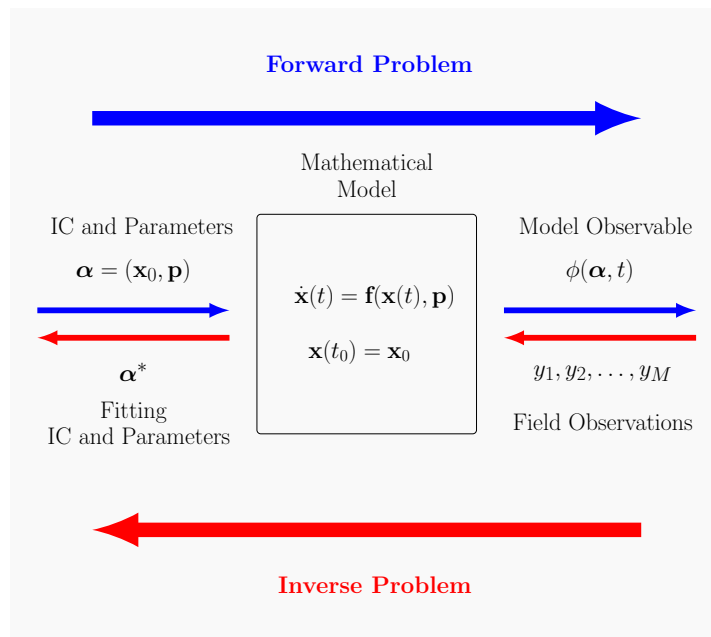 Forward Problem
Mathematical
Model
IC and Parameters
Model Observable
𝜶 = (𝐱₀, 𝐩)
ϕ(𝜶, t)
𝐱̇(t) = 𝐟(𝐱(t), 𝐩)
𝐱(t₀) = 𝐱₀
𝜶*
y₁, y₂, . . . , y_M
Fitting
IC and Parameters
Field Observations
Inverse Problem